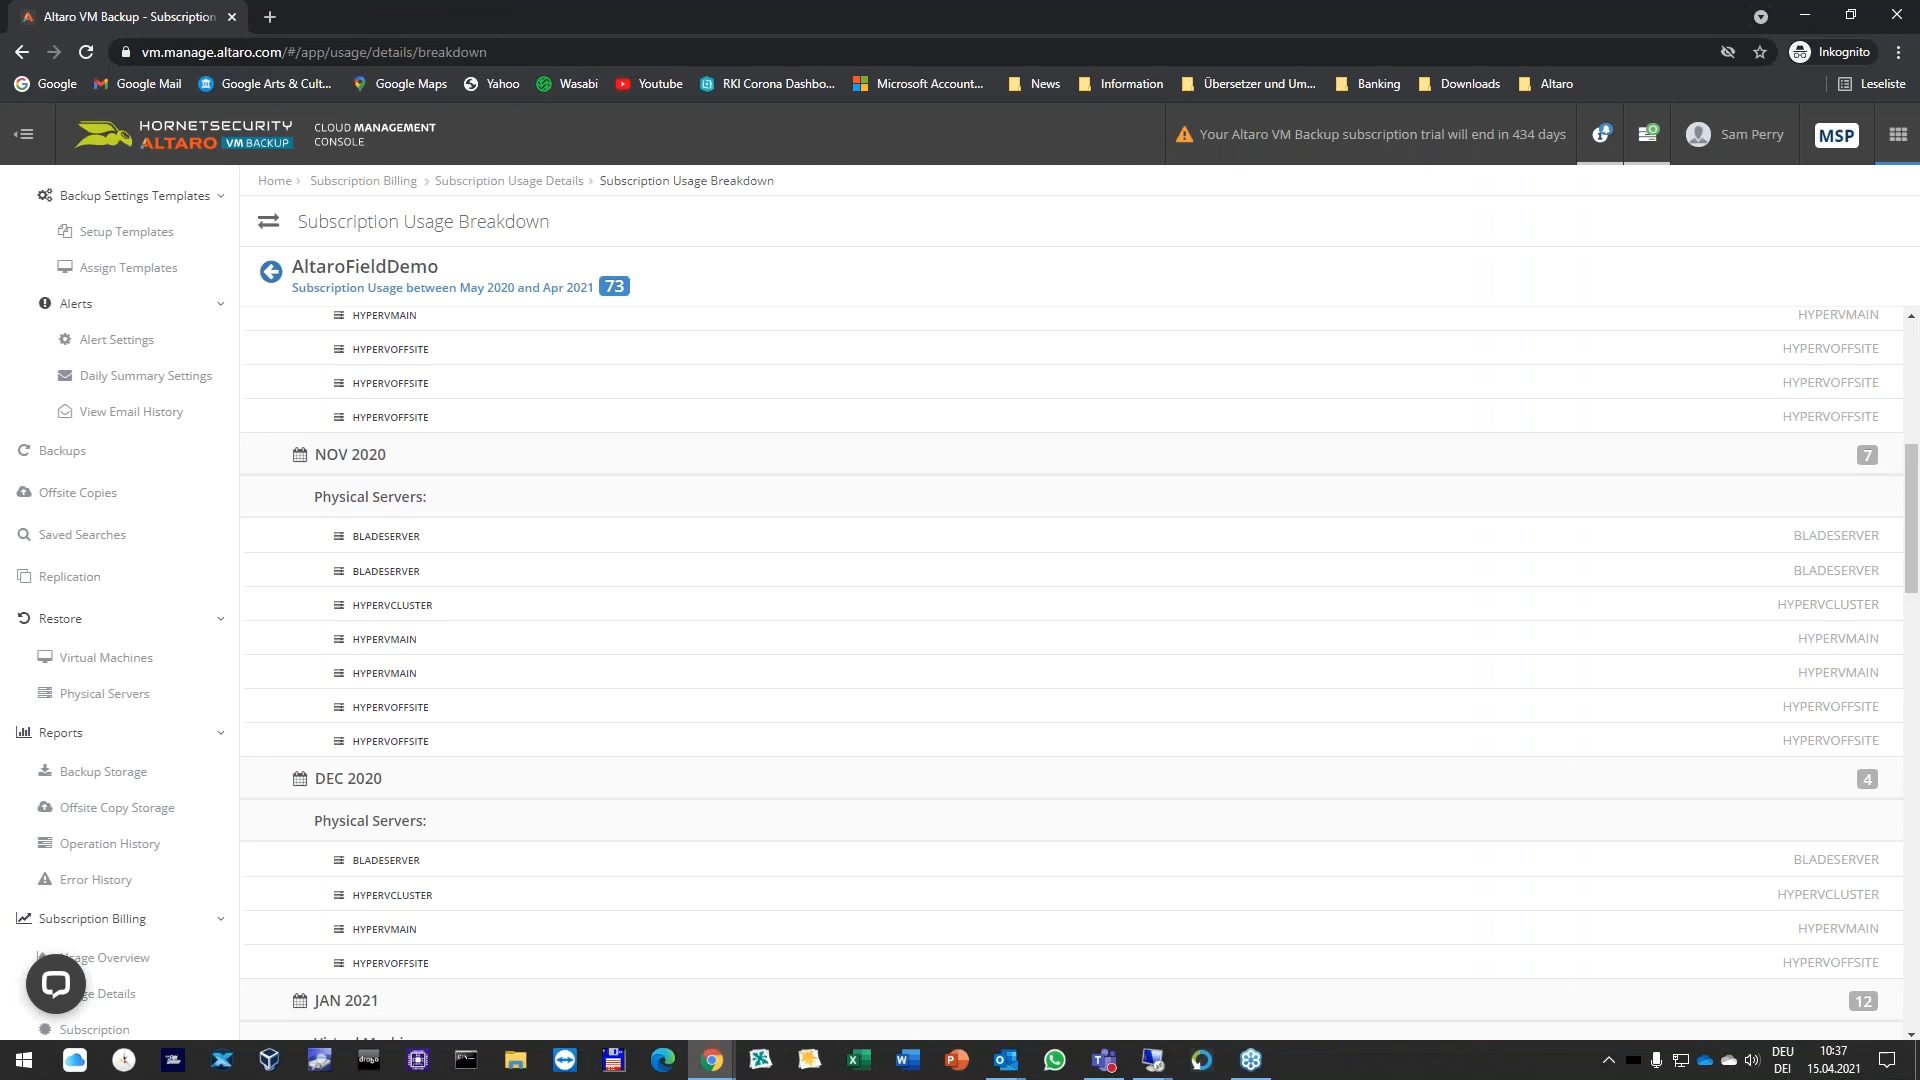 Altaro VM Backup - Subscription
vm.manage.altaro.com/#/app/usage/details/breakdown
Inkognito
Google
Google Mail
Google Arts & Cult...
Google Maps
Yahoo
Wasabi
Youtube
RKI Corona Dashbo...
Microsoft Account...
News
Information
Übersetzer und Um...
Banking
Downloads
Altaro
Leseliste
HORNETSECURITY
ALTARO VM BACKUP
CLOUD MANAGEMENT
CONSOLE
Your Altaro VM Backup subscription trial will end in 434 days
Sam Perry
MSP
Backup Settings Templates
Setup Templates
Assign Templates
Alerts
Alert Settings
Daily Summary Settings
View Email History
Backups
Offsite Copies
Saved Searches
Replication
Restore
Virtual Machines
Physical Servers
Reports
Backup Storage
Offsite Copy Storage
Operation History
Error History
Subscription Billing
Usage Overview
ge Details
Subscription
Home › Subscription Billing › Subscription Usage Details › Subscription Usage Breakdown
Subscription Usage Breakdown
AltaroFieldDemo
Subscription Usage between May 2020 and Apr 2021 73
HYPERVMAIN HYPERVMAIN
HYPERVOFFSITE HYPERVOFFSITE
HYPERVOFFSITE HYPERVOFFSITE
HYPERVOFFSITE HYPERVOFFSITE
NOV 2020 7
Physical Servers:
BLADESERVER BLADESERVER
BLADESERVER BLADESERVER
HYPERVCLUSTER HYPERVCLUSTER
HYPERVMAIN HYPERVMAIN
HYPERVMAIN HYPERVMAIN
HYPERVOFFSITE HYPERVOFFSITE
HYPERVOFFSITE HYPERVOFFSITE
DEC 2020 4
Physical Servers:
BLADESERVER BLADESERVER
HYPERVCLUSTER HYPERVCLUSTER
HYPERVMAIN HYPERVMAIN
HYPERVOFFSITE HYPERVOFFSITE
JAN 2021 12
drobo
DEU
DEI
10:37
15.04.2021